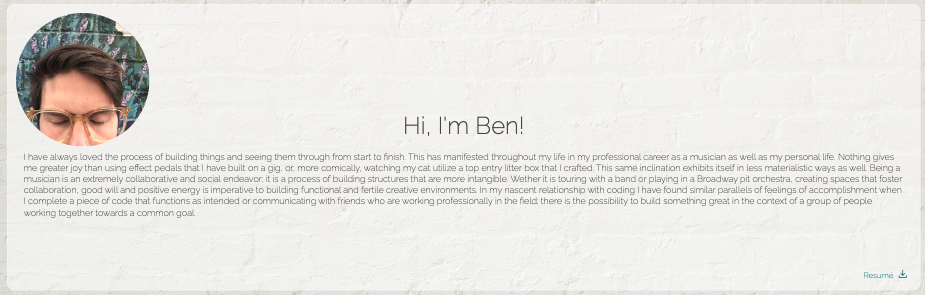 Hi, I'm Ben!
I have always loved the process of building things and seeing them through from start to finish. This has manifested throughout my life in my professional career as a musician as well as my personal life. Nothing gives
me greater joy than using effect pedals that I have built on a gig, or, more comically, watching my cat utilize a top entry litter box that I crafted. This same inclination exhibits itself in less materialistic ways as well. Being a
musician is an extremely collaborative and social endeavor; it is a process of building structures that are more intangible. Wether it is touring with a band or playing in a Broadway pit orchestra, creating spaces that foster
collaboration, good will and positive energy is imperative to building functional and fertile creative environments. In my nascent relationship with coding I have found similar parallels of feelings of accomplishment when
I complete a piece of code that functions as intended or communicating with friends who are working professionally in the field; there is the possibility to build something great in the context of a group of people
working together towards a common goal.
Resumé